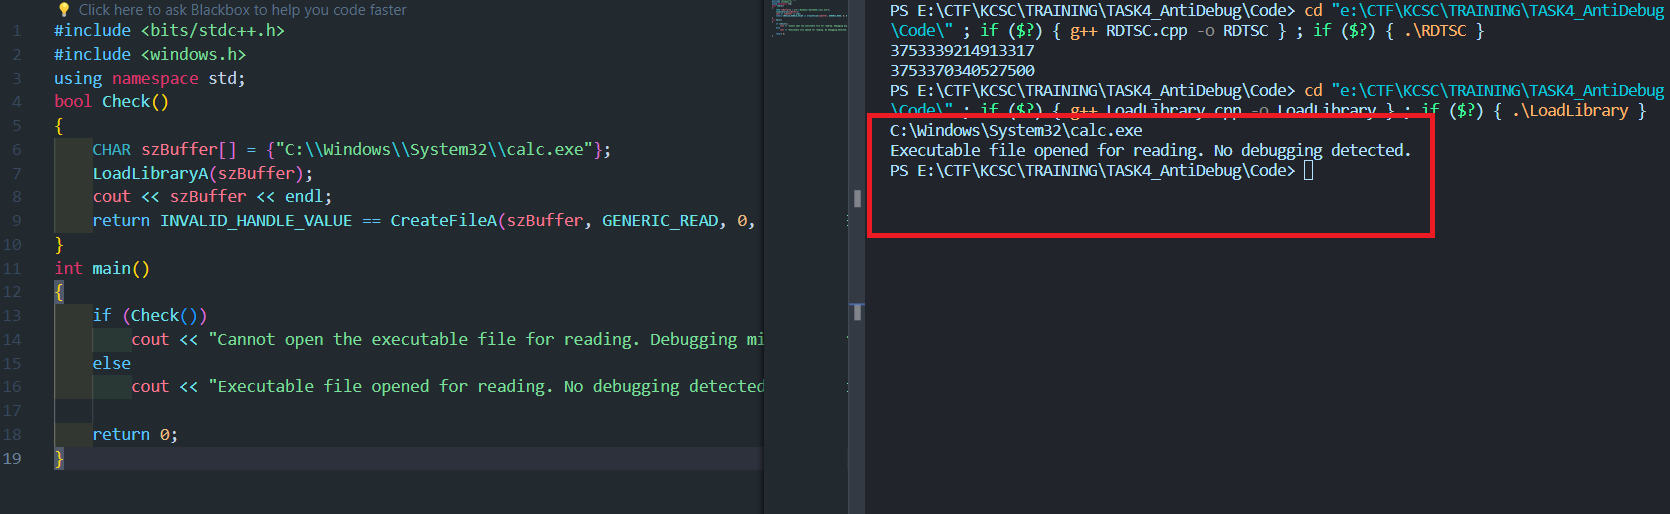 Click here to ask Blackbox to help you code faster
1 #include <bits/stdc++.h>
2 #include <windows.h>
3 using namespace std;
4 bool Check()
5 {
6 CHAR szBuffer[] = {"C:\\Windows\\System32\\calc.exe"};
7 LoadLibraryA(szBuffer);
8 cout << szBuffer << endl;
9 return INVALID_HANDLE_VALUE == CreateFileA(szBuffer, GENERIC_READ, 0,
10 }
11 int main()
12 {
13 if (Check())
14 cout << "Cannot open the executable file for reading. Debugging mi
15 else
16 cout << "Executable file opened for reading. No debugging detected
17
18 return 0;
19 }
PS E:\CTF\KCSC\TRAINING\TASK4_AntiDebug\Code> cd "e:\CTF\KCSC\TRAINING\TASK4_AntiDebug
\Code\" ; if ($?) { g++ RDTSC.cpp -o RDTSC } ; if ($?) { .\RDTSC }
3753339214913317
3753370340527500
PS E:\CTF\KCSC\TRAINING\TASK4_AntiDebug\Code> cd "e:\CTF\KCSC\TRAINING\TASK4_AntiDebug
\Code\" ; if ($?) { g++ LoadLibrary.cpp -o LoadLibrary } ; if ($?) { .\LoadLibrary }
C:\Windows\System32\calc.exe
Executable file opened for reading. No debugging detected.
PS E:\CTF\KCSC\TRAINING\TASK4_AntiDebug\Code>